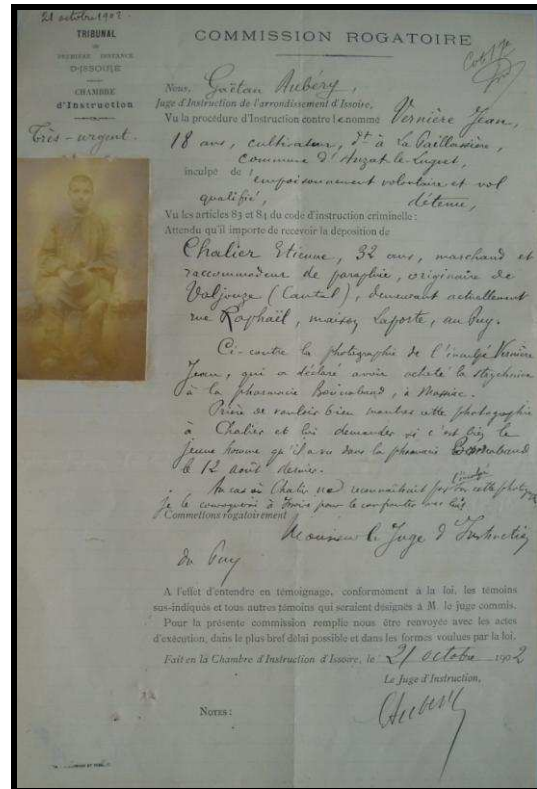 21 octobre 1902.
TRIBUNAL
DE
PREMIÈRE INSTANCE
D'ISSOIRE
CHAMBRE
d'Instruction
Très-urgent.
COMMISSION ROGATOIRE
Nous, Gaëtan Aubery,
Juge d'Instruction de l'arrondissement d'Issoire,
Vu la procédure d'Instruction contre le nommé Vernière Jean,
18 ans, cultivateur, dt à La Paillassère,
commune d'Anzat le Luguet,
inculpé de empoisonnement volontaire et vol
qualifié, détenu,
Vu les articles 83 et 84 du code d'instruction criminelle :
Attendu qu'il importe de recevoir la déposition de
Chalier Etienne, 32 ans, marchand et
raccommodeur de parapluie, originaire de
Valjouze (Cantal), demeurant actuellement
rue Raphaël, maison Laporte, au Puy.
Ci-contre la photographie de l'inculpé Vernière
Jean, qui a déclaré avoir acheté la strychnine
à la pharmacie à Massiac.
Prière de vouloir bien montrer cette photographie
à Chalier et lui demander si c'est bien le
jeune homme qu'il a vu dans la pharmacie
le 12 août dernier.
Au cas où Chalier ne reconnaîtrait pas l'inculpé sur cette photogr
je le convoquerai à Issoire pour le confronter avec lui
Commettons rogatoirement
Monsieur le Juge d'Instruction
du Puy
A l'effet d'entendre en témoignage, conformément à la loi, les témoins
sus-indiqués et tous autres témoins qui seraient désignés à M le juge commis.
Pour la présente commission remplie nous être renvoyée avec les actes
d'exécution, dans le plus bref délai possible et dans les formes voulues par la loi.
Fait en la Chambre d'Instruction d'Issoire, le 21 octobre 1902
Le Juge d'Instruction,
Aubery
NOTES :